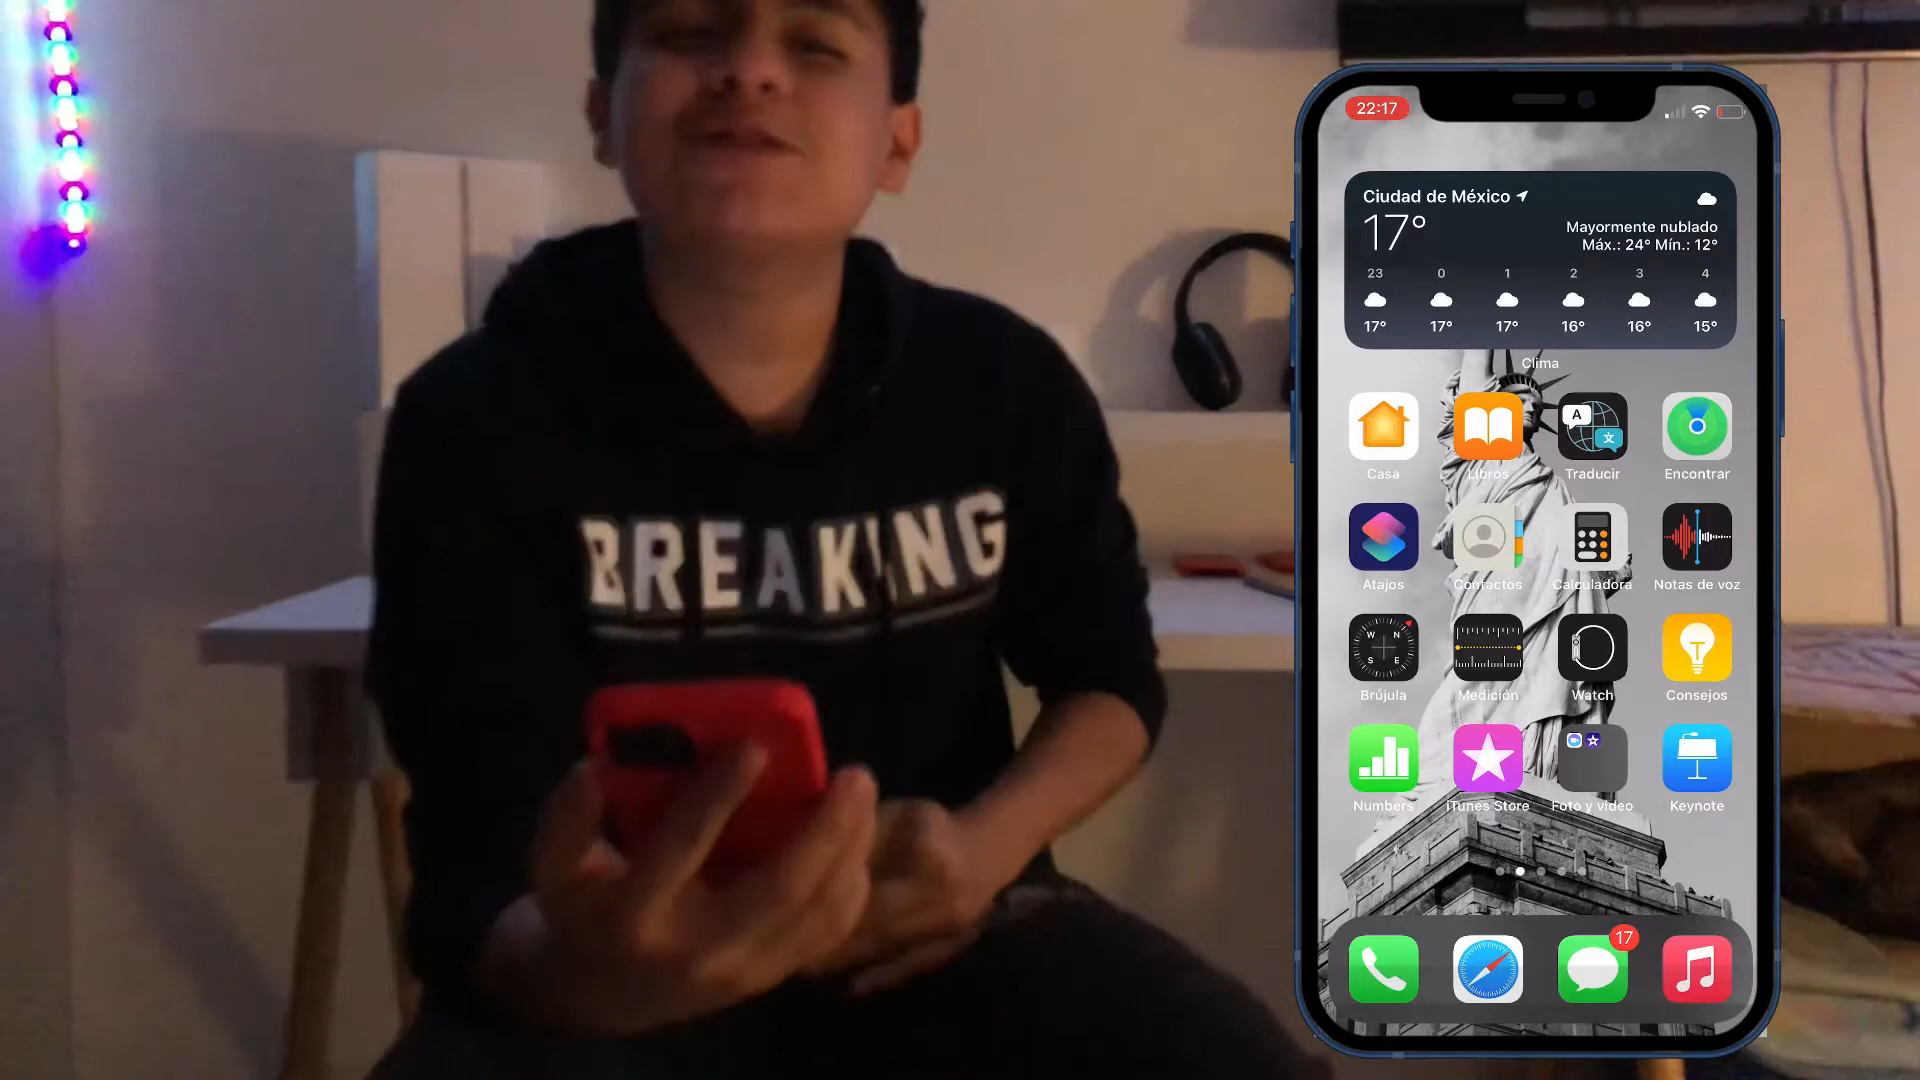 BREAKING
22:17
Ciudad de México
17°
Mayormente nublado
Máx.: 24° Mín.: 12°
23 0 1 2 3 4
17° 17° 17° 16° 16° 15°
Clima
A 文
Casa Libros Traducir Encontrar
Atajos Contactos Calculadora Notas de voz
W N
S E
Brújula Medición Watch Consejos
Numbers iTunes Store Foto y video Keynote
17